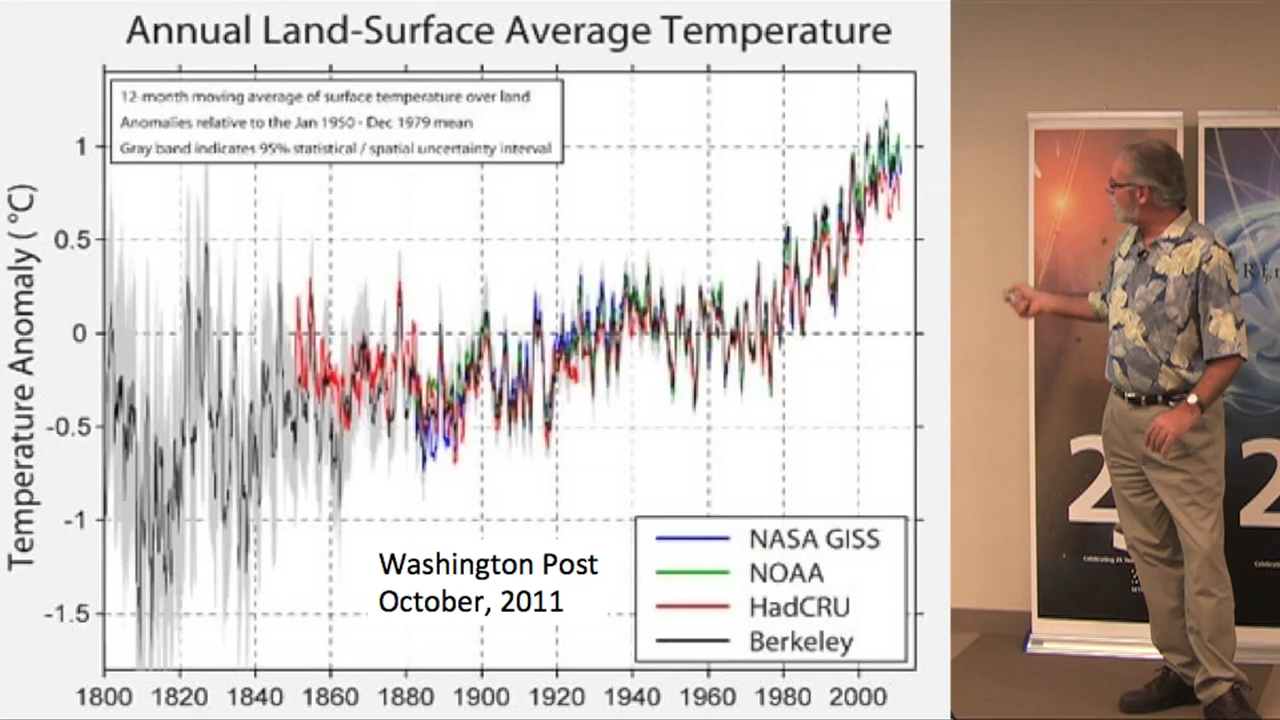 Annual Land-Surface Average Temperature
12-month moving average of surface temperature over land
Anomalies relative to the Jan 1950 - Dec 1979 mean
Gray band indicates 95% statistical / spatial uncertainty interval
Temperature Anomaly ( °C)
1
0.5
0
-0.5
-1
-1.5
1800 1820 1840 1860 1880 1900 1920 1940 1960 1980 2000
Washington Post
October, 2011
NASA GISS
NOAA
HadCRU
Berkeley
2
2